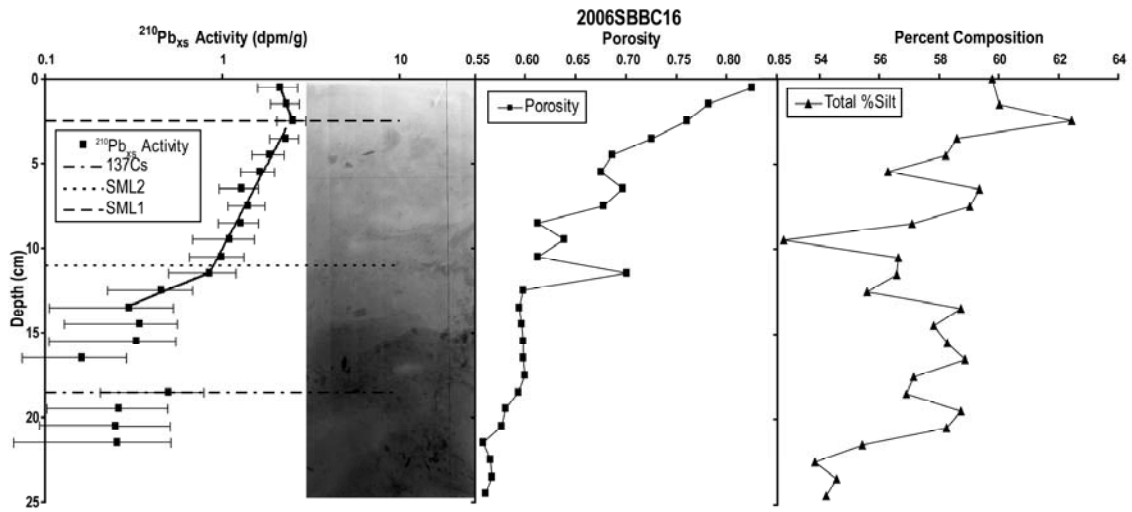 2006SBBC16
²¹⁰Pbxs Activity (dpm/g)
Porosity
Percent Composition
0.1 1 10 0.55 0.60 0.65 0.70 0.75 0.80 0.85 54 56 58 60 62 64
0
5
10
15
20
25
Depth (cm)
²¹⁰Pbxs Activity
137Cs
SML2
SML1
Porosity
Total %Silt